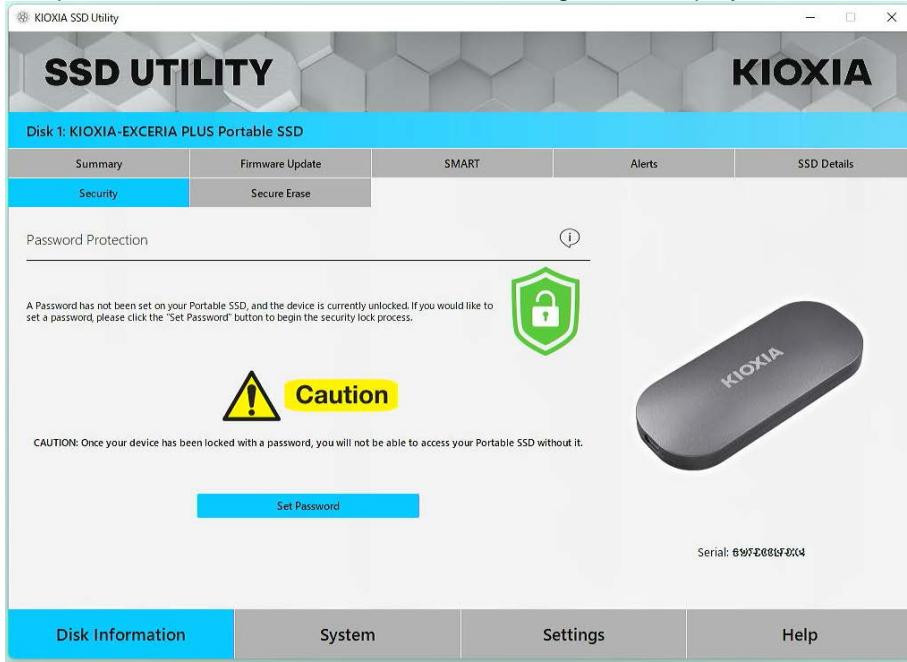 KIOXIA SSD Utility
SSD UTILITY
KIOXIA
Disk 1: KIOXIA-EXCERIA PLUS Portable SSD
Summary
Firmware Update
SMART
Alerts
SSD Details
Security
Secure Erase
Password Protection
A Password has not been set on your Portable SSD, and the device is currently unlocked. If you would like to
set a password, please click the "Set Password" button to begin the security lock process.
KIOXIA
Caution
CAUTION: Once your device has been locked with a password, you will not be able to access your Portable SSD without it.
Set Password
Serial:
Disk Information
System
Settings
Help